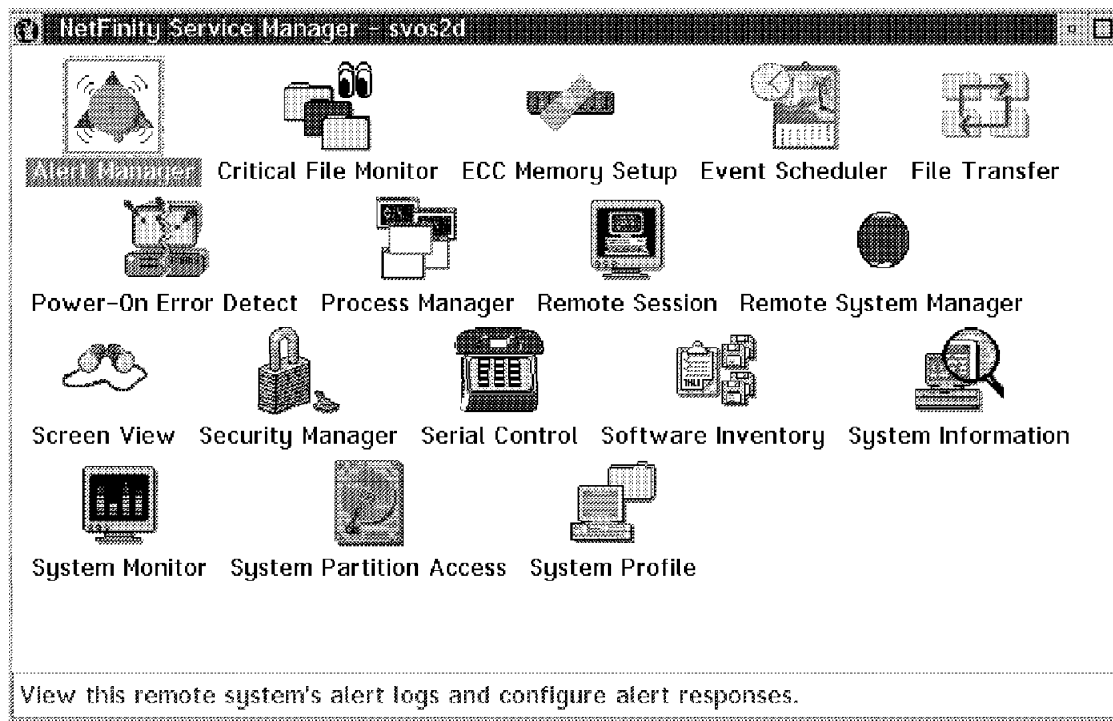 NetFinity Service Manager - svos2d
Alert Manager Critical File Monitor ECC Memory Setup Event Scheduler File Transfer
Power-On Error Detect Process Manager Remote Session Remote System Manager
Screen View Security Manager Serial Control Software Inventory System Information
System Monitor System Partition Access System Profile
View this remote system's alert logs and configure alert responses.